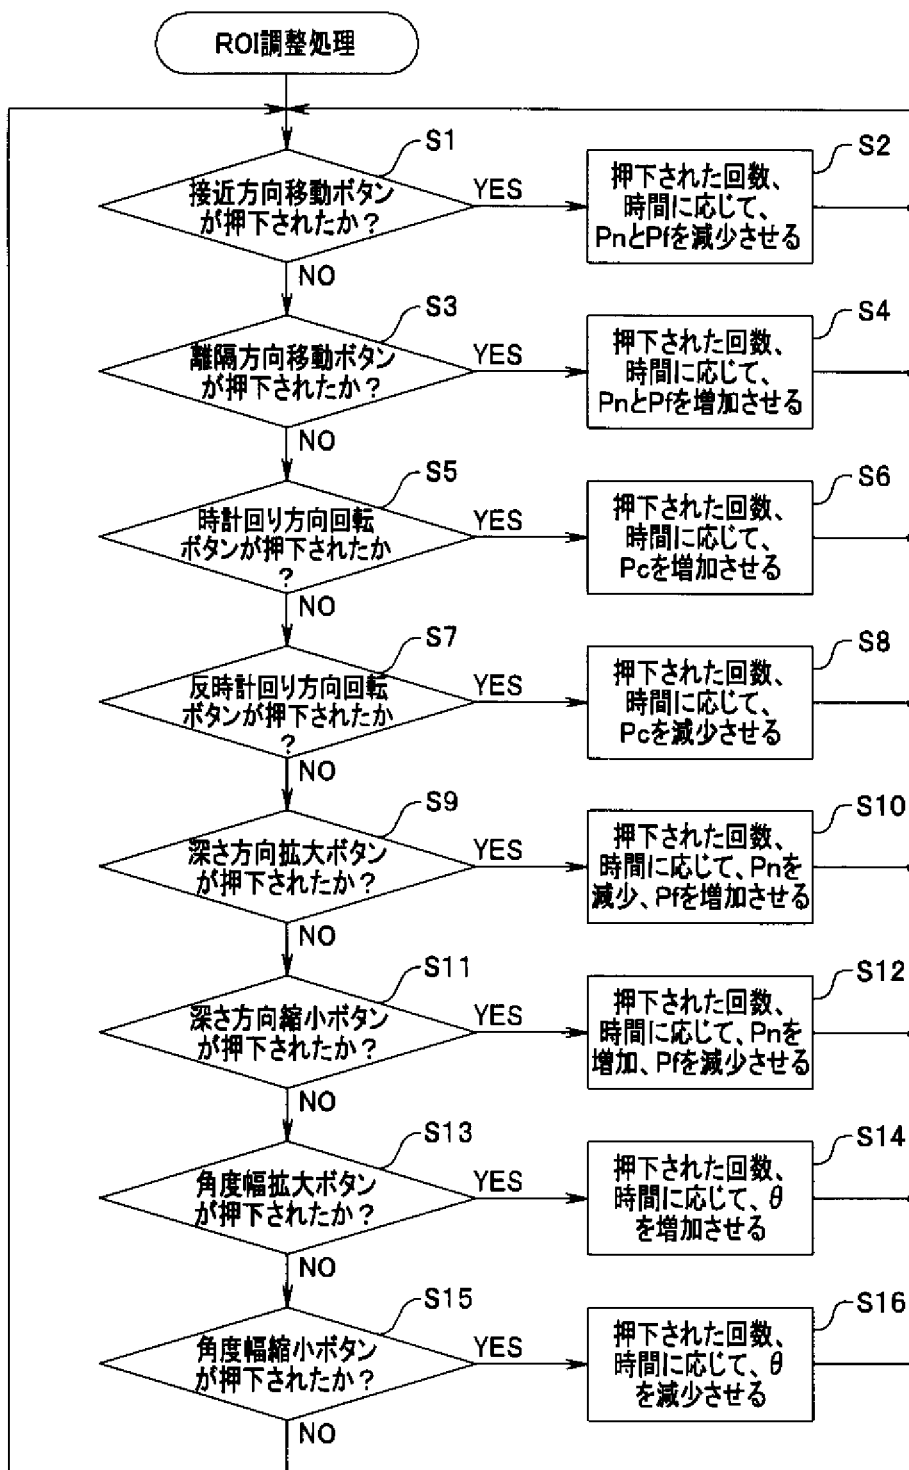 ROI調整処理
S1
接近方向移動ボタン
が押下されたか？
YES
NO
S2
押下された回数、
時間に応じて、
PnとPfを減少させる
S3
離隔方向移動ボタン
が押下されたか？
YES
NO
S4
押下された回数、
時間に応じて、
PnとPfを増加させる
S5
時計回り方向回転
ボタンが押下されたか
？
YES
NO
S6
押下された回数、
時間に応じて、
Pcを増加させる
S7
反時計回り方向回転
ボタンが押下されたか
？
YES
NO
S8
押下された回数、
時間に応じて、
Pcを減少させる
S9
深さ方向拡大ボタン
が押下されたか？
YES
NO
S10
押下された回数、
時間に応じて、Pnを
減少、Pfを増加させる
S11
深さ方向縮小ボタン
が押下されたか？
YES
NO
S12
押下された回数、
時間に応じて、Pnを
増加、Pfを減少させる
S13
角度幅拡大ボタン
が押下されたか？
YES
NO
S14
押下された回数、
時間に応じて、θ
を増加させる
S15
角度幅縮小ボタン
が押下されたか？
YES
NO
S16
押下された回数、
時間に応じて、θ
を減少させる